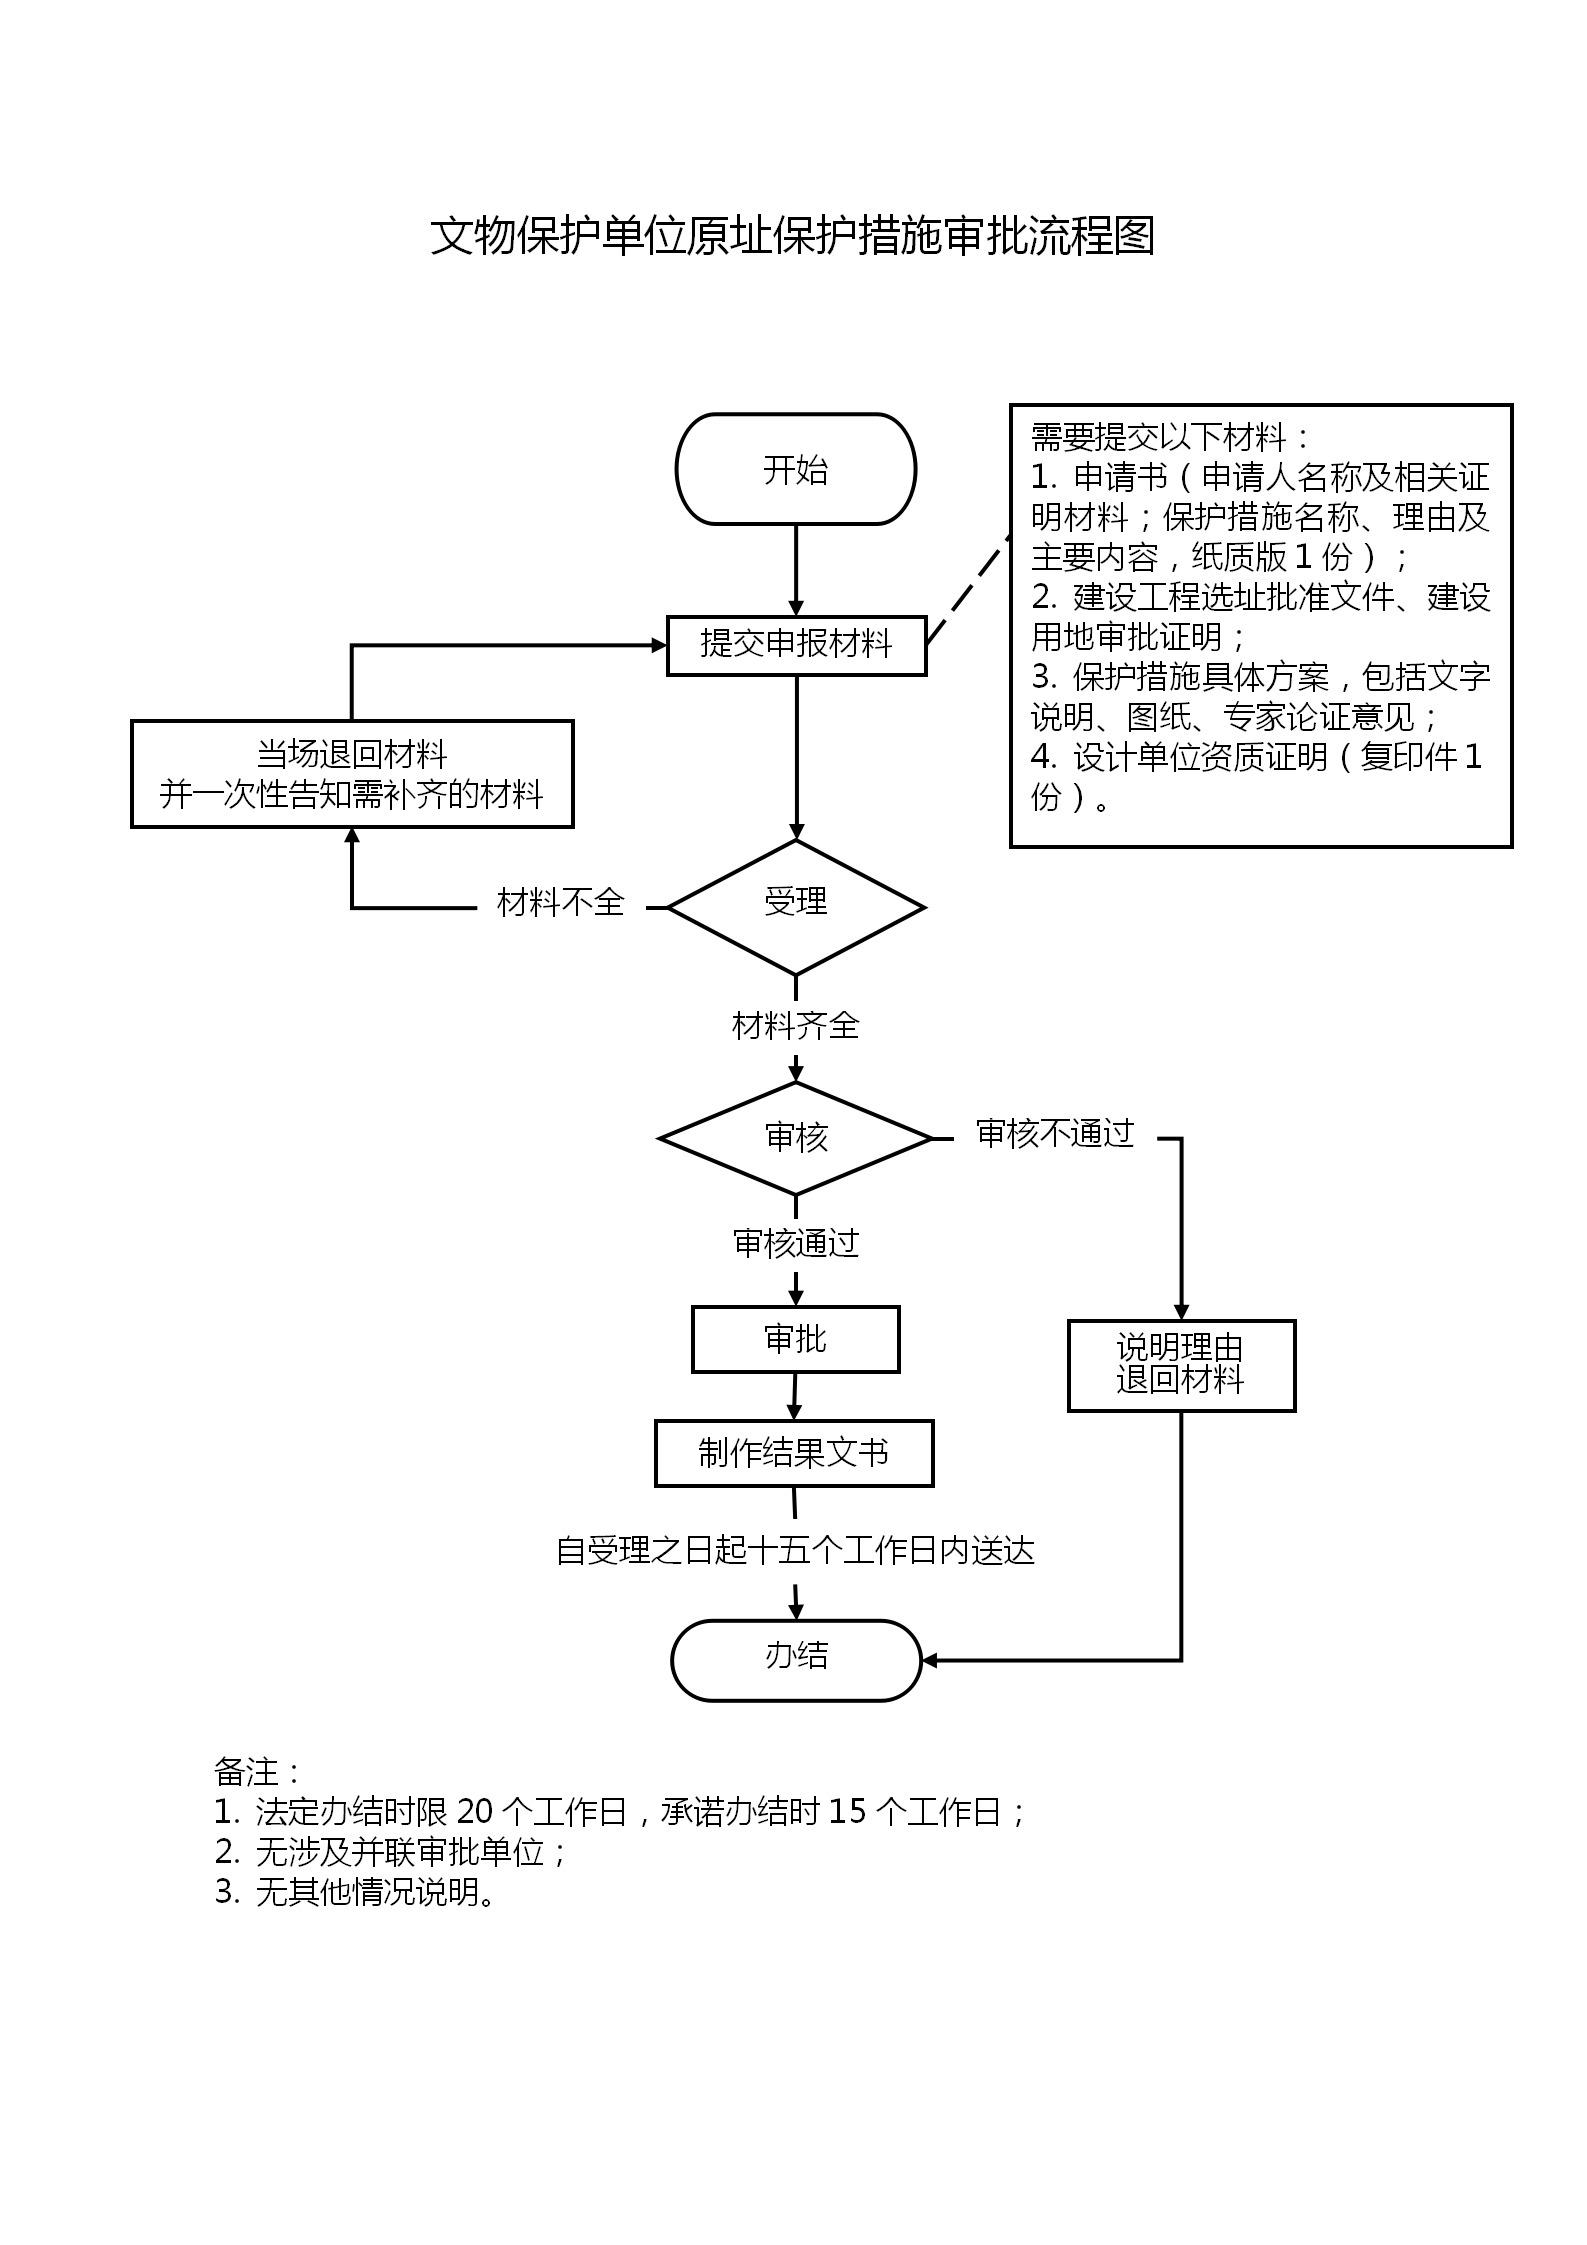 文物保护单位原址保护措施审批流程图
开始
需要提交以下材料：
1. 申请书（申请人名称及相关证
明材料；保护措施名称、理由及
主要内容，纸质版1份）；
2. 建设工程选址批准文件、建设
用地审批证明；
3. 保护措施具体方案，包括文字
说明、图纸、专家论证意见；
4. 设计单位资质证明（复印件1
份）。
提交申报材料
当场退回材料
并一次性告知需补齐的材料
材料不全
受理
材料齐全
审核
审核不通过
审核通过
审批
说明理由
退回材料
制作结果文书
自受理之日起十五个工作日内送达
办结
备注：
1. 法定办结时限20个工作日，承诺办结时15个工作日；
2. 无涉及并联审批单位；
3. 无其他情况说明。